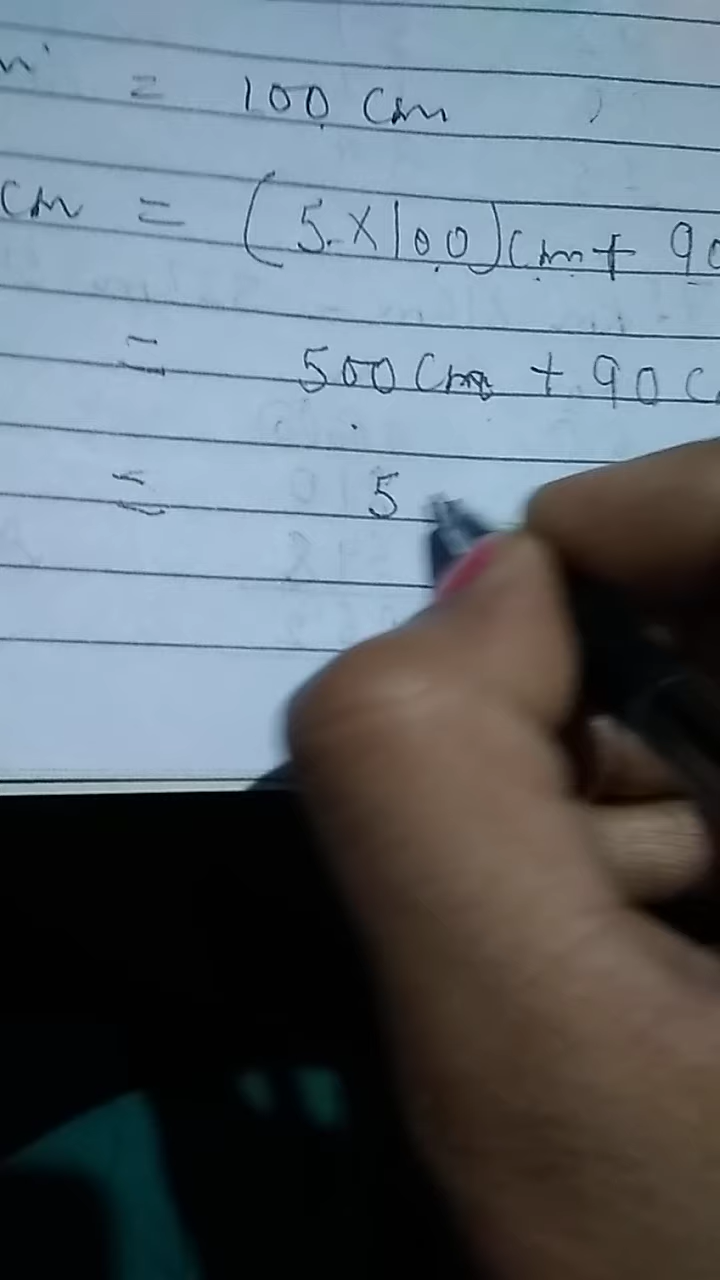 = 100 cm
cm = (5×100)cm + 90
= 500 cm + 90 c
= 5